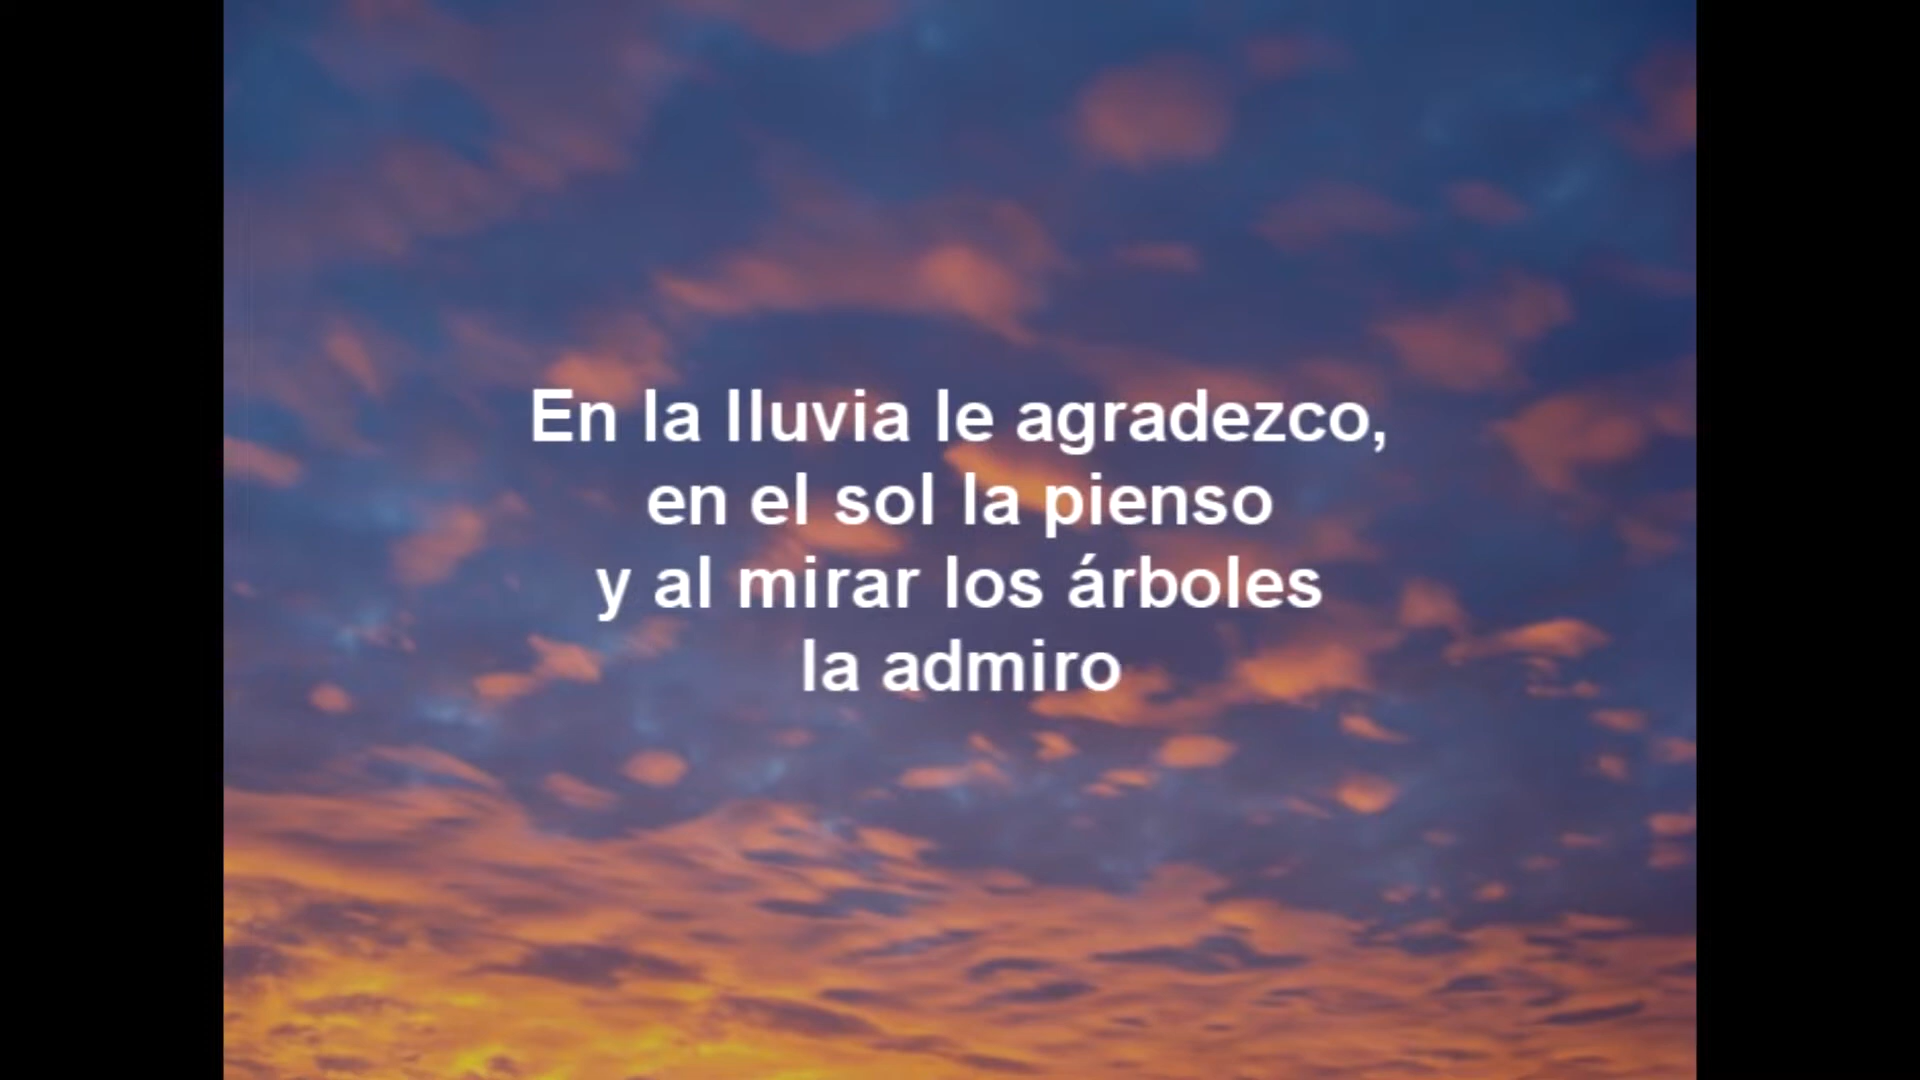 En la lluvia le agradezco,
en el sol la pienso
y al mirar los árboles
la admiro